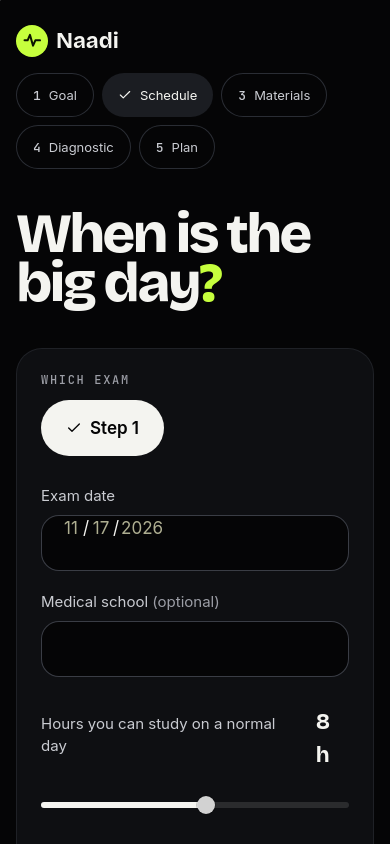 Naadi
1 Goal
Schedule
3 Materials
4 Diagnostic
5 Plan
When is the
big day?
WHICH EXAM
Step 1
Exam date
11 / 17 / 2026
Medical school (optional)
Hours you can study on a normal
day
8
h